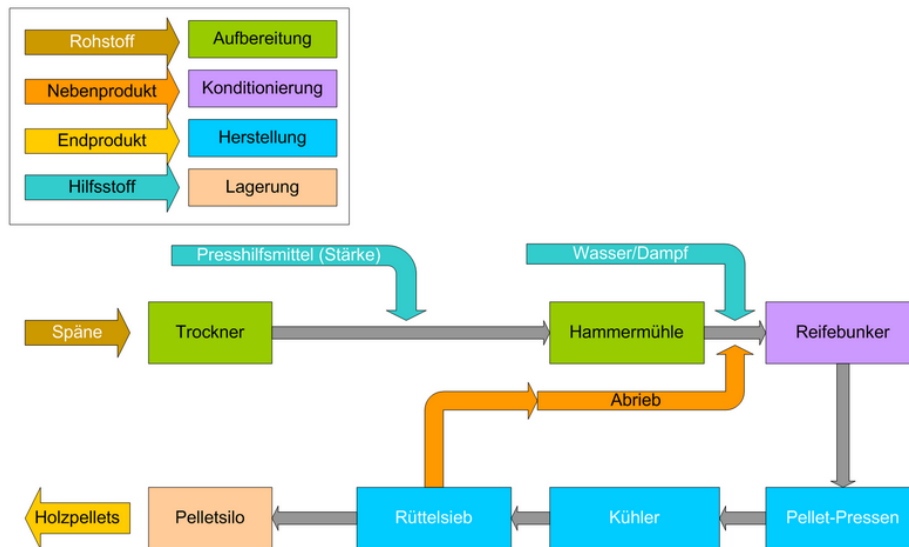 Rohstoff
Aufbereitung
Nebenprodukt
Konditionierung
Endprodukt
Herstellung
Hilfsstoff
Lagerung
Presshilfsmittel (Stärke)
Wasser/Dampf
Späne
Trockner
Hammermühle
Reifebunker
Abrieb
Holzpellets
Pelletsilo
Rüttelsieb
Kühler
Pellet-Pressen